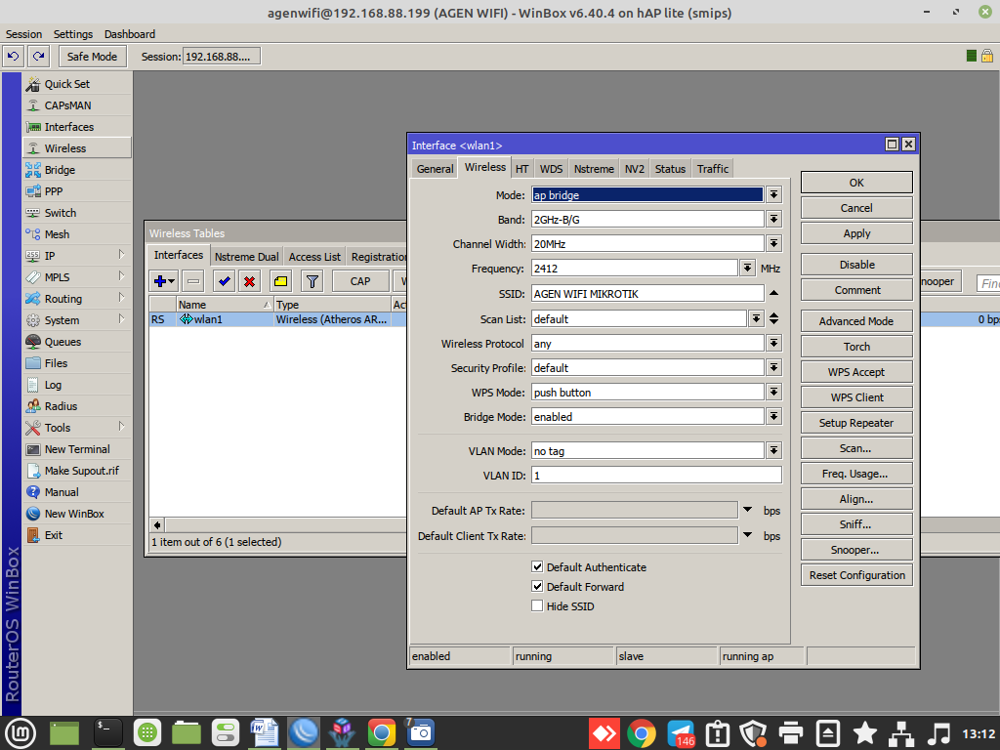 agenwifi@192.168.88.199 (AGEN WIFI) - WinBox v6.40.4 on hAP lite (smips)
Session Settings Dashboard
Safe Mode Session: 192.168.88....
Quick Set
CAPsMAN
Interfaces
Wireless
Bridge
PPP
Switch
Mesh
IP
MPLS
Routing
System
Queues
Files
Log
Radius
Tools
New Terminal
Make Supout.rif
Manual
New WinBox
Exit
RouterOS WinBox
Wireless Tables
Interfaces Nstreme Dual Access List Registration
CAP
Name Type
RS wlan1 Wireless (Atheros AR...
1 item out of 6 (1 selected)
nooper
0 bps
Interface <wlan1>
General Wireless HT WDS Nstreme NV2 Status Traffic
Mode: ap bridge
Band: 2GHz-B/G
Channel Width: 20MHz
Frequency: 2412 MHz
SSID: AGEN WIFI MIKROTIK
Scan List: default
Wireless Protocol any
Security Profile: default
WPS Mode: push button
Bridge Mode: enabled
VLAN Mode: no tag
VLAN ID: 1
Default AP Tx Rate: bps
Default Client Tx Rate: bps
Default Authenticate
Default Forward
Hide SSID
OK
Cancel
Apply
Disable
Comment
Advanced Mode
Torch
WPS Accept
WPS Client
Setup Repeater
Scan...
Freq. Usage...
Align...
Sniff...
Snooper...
Reset Configuration
enabled running slave running ap
7
146
13:12